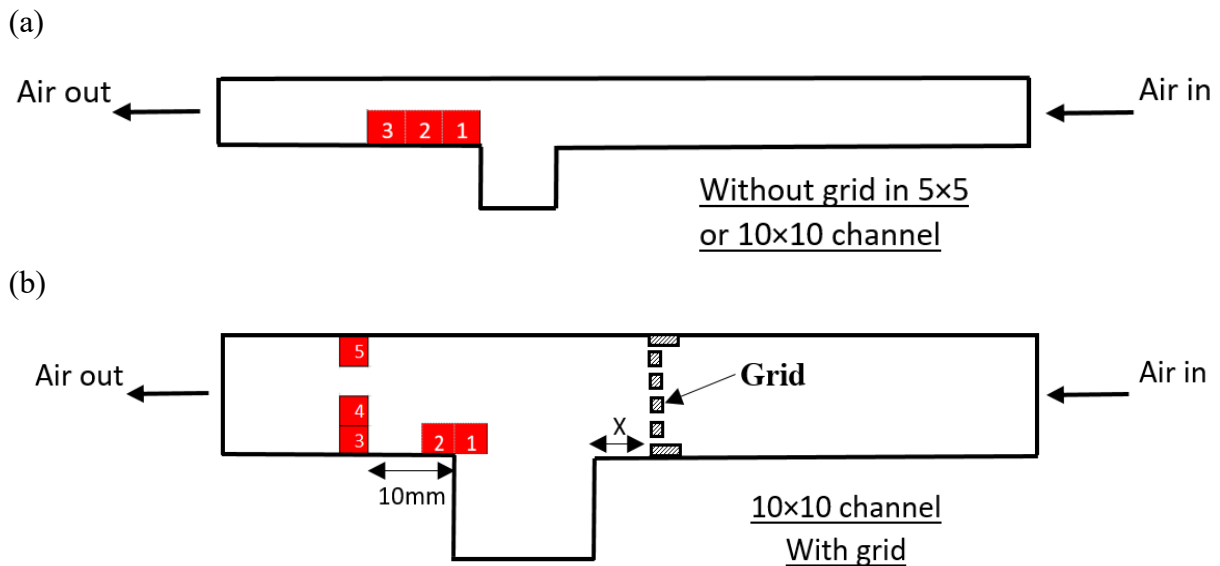 (a)
Air out
Air in
3 2 1
Without grid in 5×5
or 10×10 channel
(b)
5
Air out
Grid
Air in
4
3
2 1
X
10mm
10×10 channel
With grid